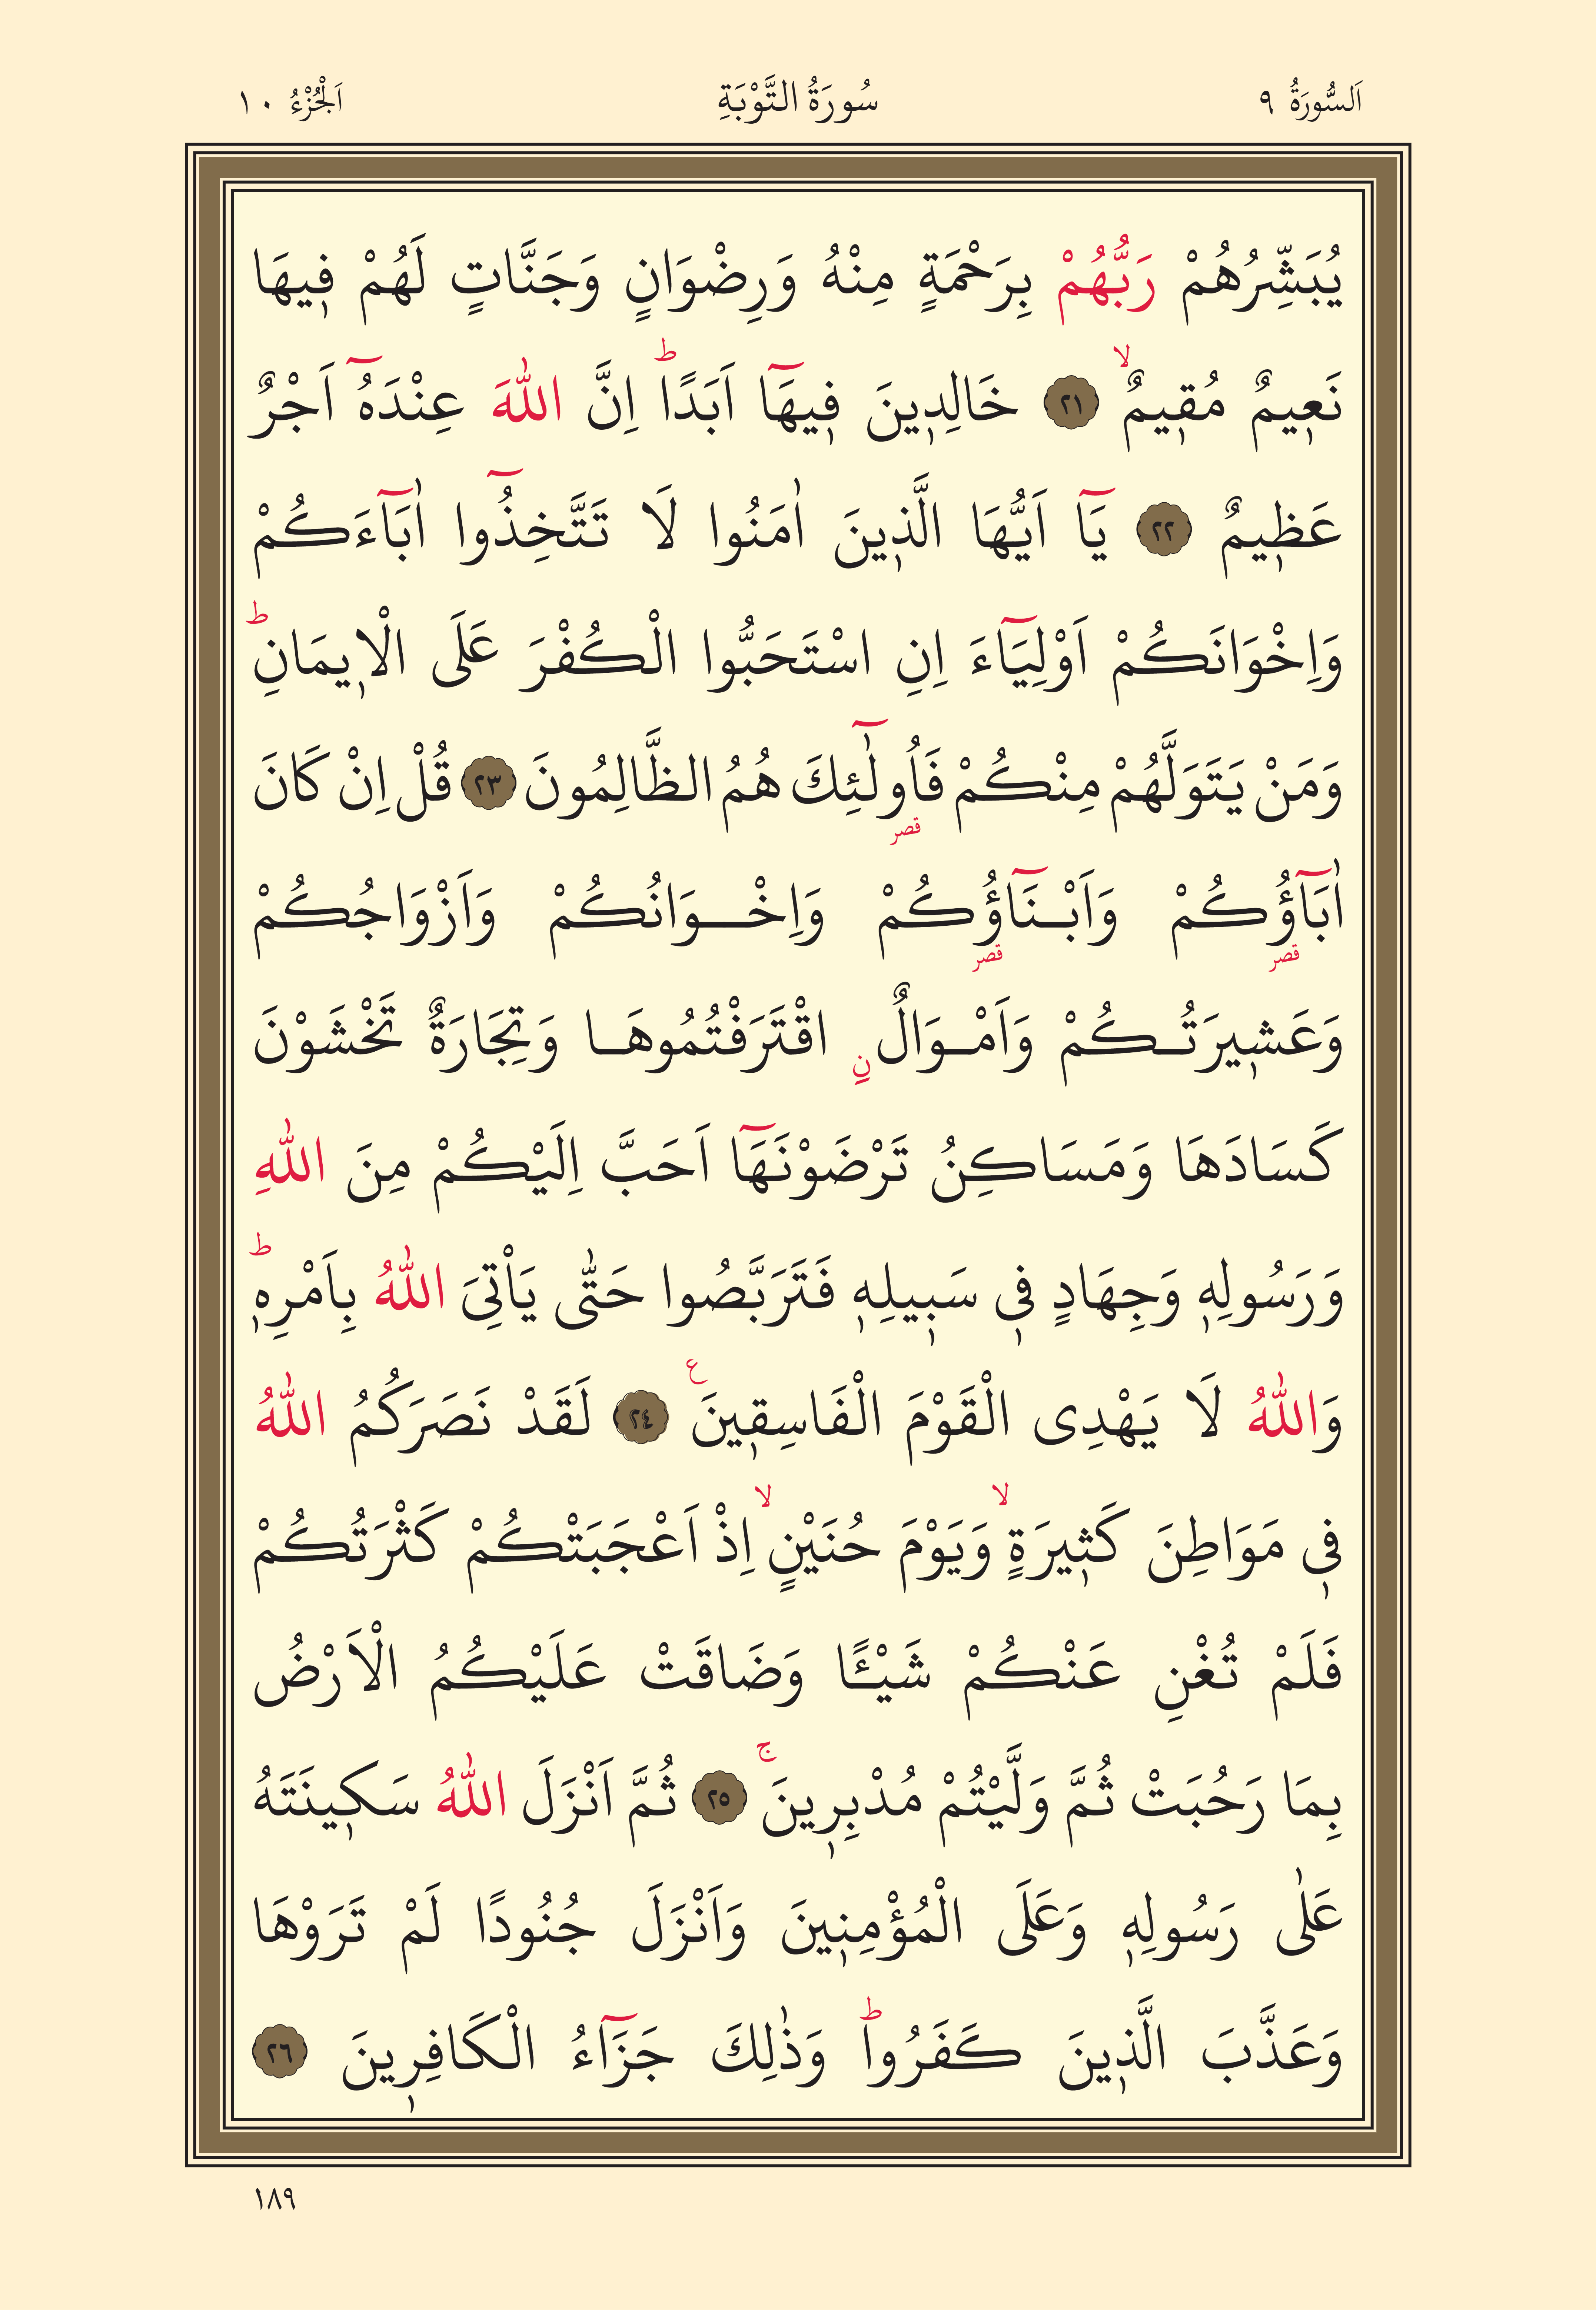 اَلسُّورَةُ ٩ سُورَةُ التَّوْبَةِ اَلْجُزْءُ ١٠
يُبَشِّرُهُمْ رَبُّهُمْ بِرَحْمَةٍ مِنْهُ وَرِضْوَانٍ وَجَنَّاتٍ لَهُمْ ف۪يهَا
نَع۪يمٌ مُق۪يمٌۙ ٢١ خَالِد۪ينَ ف۪يهَٓا اَبَدًاۜ اِنَّ اللّٰهَ عِنْدَهُٓ اَجْرٌ
عَظ۪يمٌ ٢٢ يَٓا اَيُّهَا الَّذ۪ينَ اٰمَنُوا لَا تَتَّخِذُٓوا اٰبَٓاءَكُمْ
وَاِخْوَانَكُمْ اَوْلِيَٓاءَ اِنِ اسْتَحَبُّوا الْكُفْرَ عَلَى الْا۪يمَانِۜ
وَمَنْ يَتَوَلَّهُمْ مِنْكُمْ فَاُو۬لٰٓئِكَ هُمُ الظَّالِمُونَ ٢٣ قُلْ اِنْ كَانَ
قصر
اٰبَٓاؤُ۬كُمْ وَاَبْنَٓاؤُ۬كُمْ وَاِخْوَانُكُمْ وَاَزْوَاجُكُمْ
قصر قصر
وَعَش۪يرَتُكُمْ وَاَمْوَالٌ نِ اقْتَرَفْتُمُوهَا وَتِجَارَةٌ تَخْشَوْنَ
كَسَادَهَا وَمَسَاكِنُ تَرْضَوْنَهَٓا اَحَبَّ اِلَيْكُمْ مِنَ اللّٰهِ
وَرَسُولِه۪ وَجِهَادٍ ف۪ي سَب۪يلِه۪ فَتَرَبَّصُوا حَتّٰى يَاْتِيَ اللّٰهُ بِاَمْرِه۪ۜ
وَاللّٰهُ لَا يَهْدِى الْقَوْمَ الْفَاسِق۪ينَ۟ ٢٤ لَقَدْ نَصَرَكُمُ اللّٰهُ
ف۪ي مَوَاطِنَ كَث۪يرَةٍۙ وَيَوْمَ حُنَيْنٍۙ اِذْ اَعْجَبَتْكُمْ كَثْرَتُكُمْ
فَلَمْ تُغْنِ عَنْكُمْ شَيْـًٔا وَضَاقَتْ عَلَيْكُمُ الْاَرْضُ
بِمَا رَحُبَتْ ثُمَّ وَلَّيْتُمْ مُدْبِر۪ينَۚ ٢٥ ثُمَّ اَنْزَلَ اللّٰهُ سَك۪ينَتَهُ
عَلٰى رَسُولِه۪ وَعَلَى الْمُؤْمِن۪ينَ وَاَنْزَلَ جُنُودًا لَمْ تَرَوْهَا
وَعَذَّبَ الَّذ۪ينَ كَفَرُواۜ وَذٰلِكَ جَزَٓاءُ الْكَافِر۪ينَ ٢٦
١٨٩